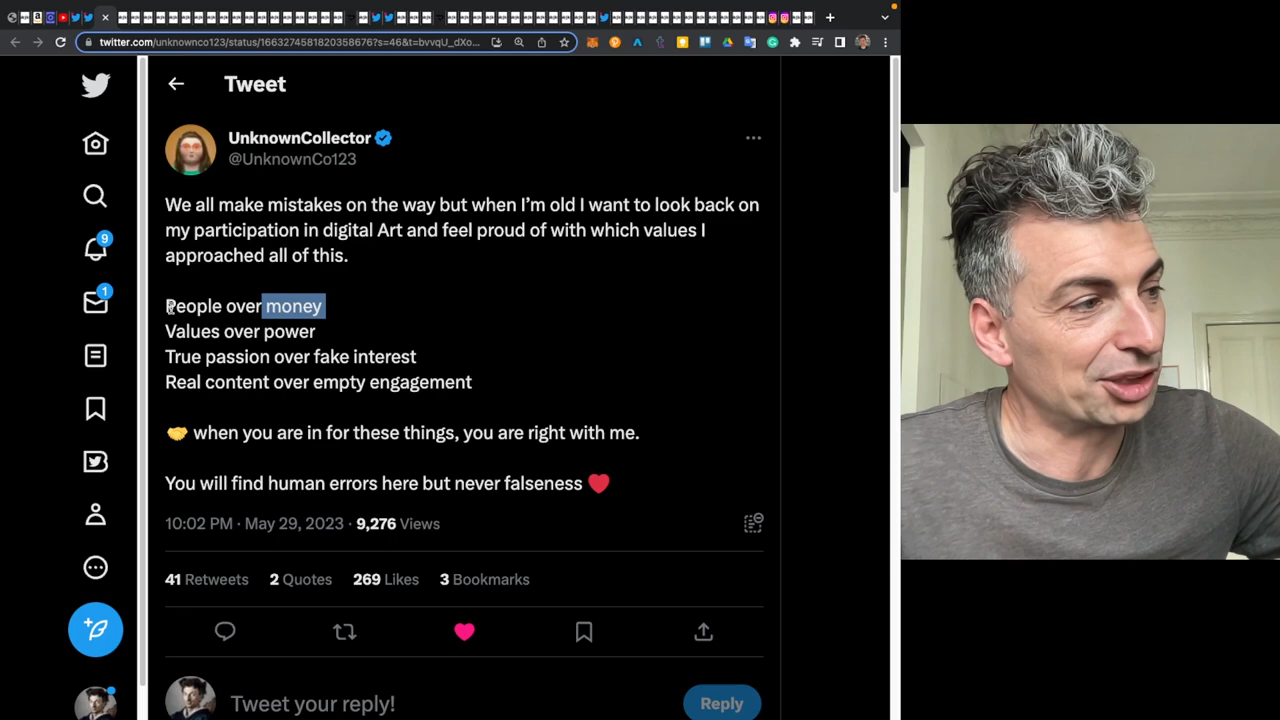 twitter.com/unknownco123/status/1663274581820358676?s=46&t=bvvqU_dXo...
Tweet
UnknownCollector
@UnknownCo123
We all make mistakes on the way but when I’m old I want to look back on
my participation in digital Art and feel proud of with which values I
approached all of this.
People over money
Values over power
True passion over fake interest
Real content over empty engagement
🤝 when you are in for these things, you are right with me.
You will find human errors here but never falseness ❤️
10:02 PM · May 29, 2023 · 9,276 Views
41 Retweets 2 Quotes 269 Likes 3 Bookmarks
Tweet your reply!
Reply
9
1